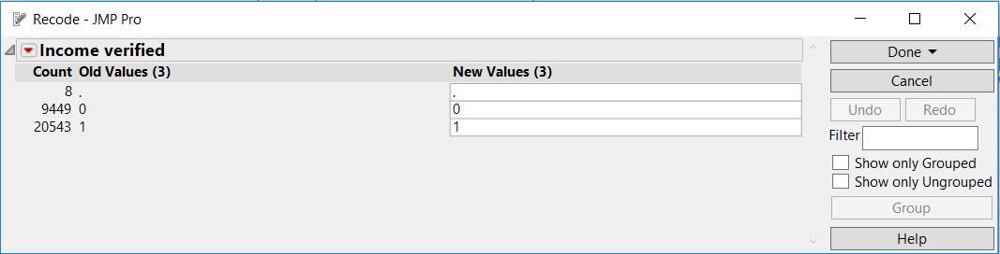 Recode - JMP Pro
Income verified
Count Old Values (3) New Values (3)
8 . .
9449 0 0
20543 1 1
Done
Cancel
Undo Redo
Filter
Show only Grouped
Show only Ungrouped
Group
Help